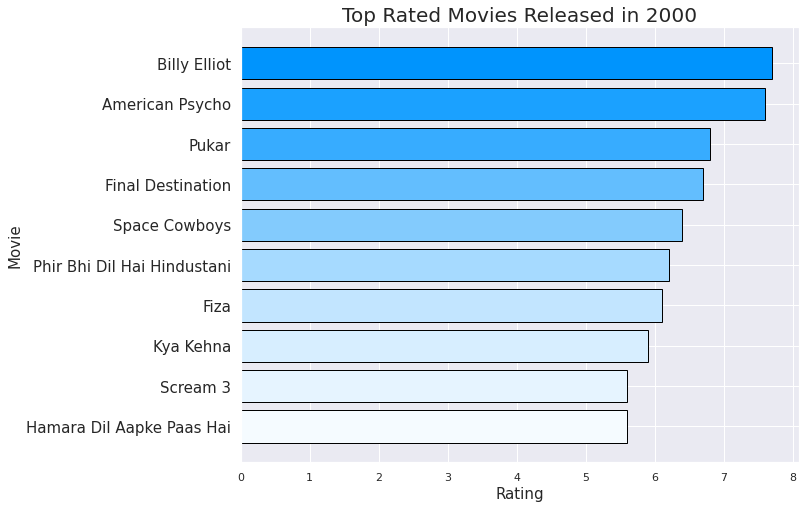 Top Rated Movies Released in 2000
Movie
Billy Elliot
American Psycho
Pukar
Final Destination
Space Cowboys
Phir Bhi Dil Hai Hindustani
Fiza
Kya Kehna
Scream 3
Hamara Dil Aapke Paas Hai
0 1 2 3 4 5 6 7 8
Rating